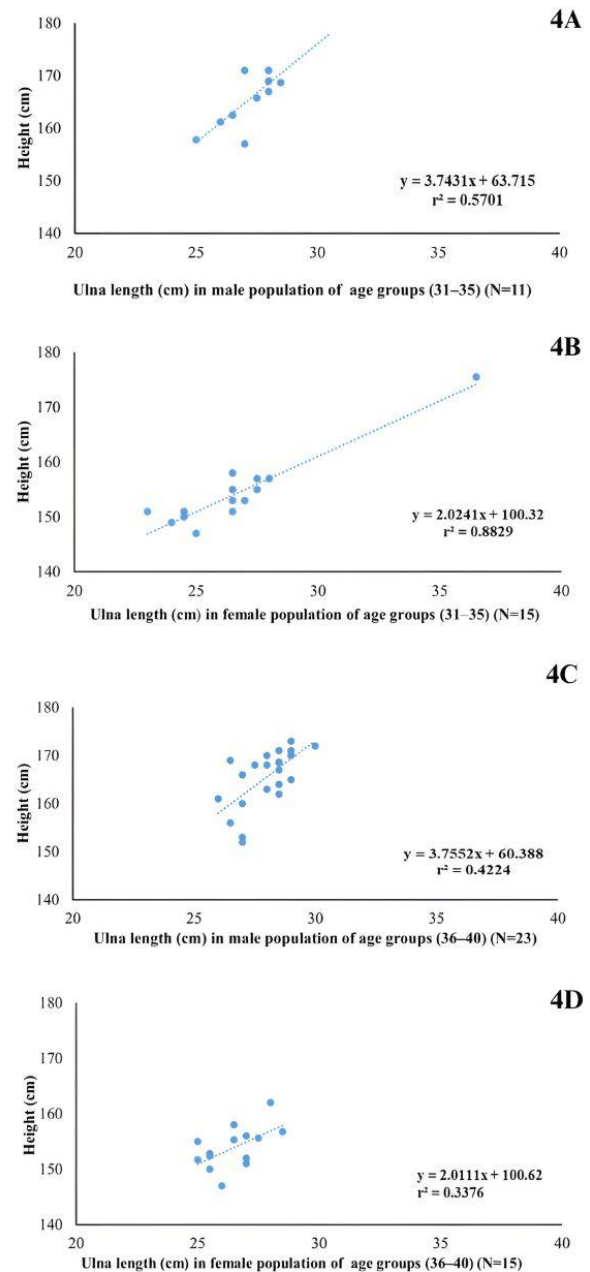 4A
180
170
160
150
140
Height (cm)
y = 3.7431x + 63.715
r² = 0.5701
20 25 30 35 40
Ulna length (cm) in male population of age groups (31–35) (N=11)
4B
180
170
160
150
140
Height (cm)
y = 2.0241x + 100.32
r² = 0.8829
20 25 30 35 40
Ulna length (cm) in female population of age groups (31–35) (N=15)
4C
180
170
160
150
140
Height (cm)
y = 3.7552x + 60.388
r² = 0.4224
20 25 30 35 40
Ulna length (cm) in male population of age groups (36–40) (N=23)
4D
180
170
160
150
140
Height (cm)
y = 2.0111x + 100.62
r² = 0.3376
20 25 30 35 40
Ulna length (cm) in female population of age groups (36–40) (N=15)